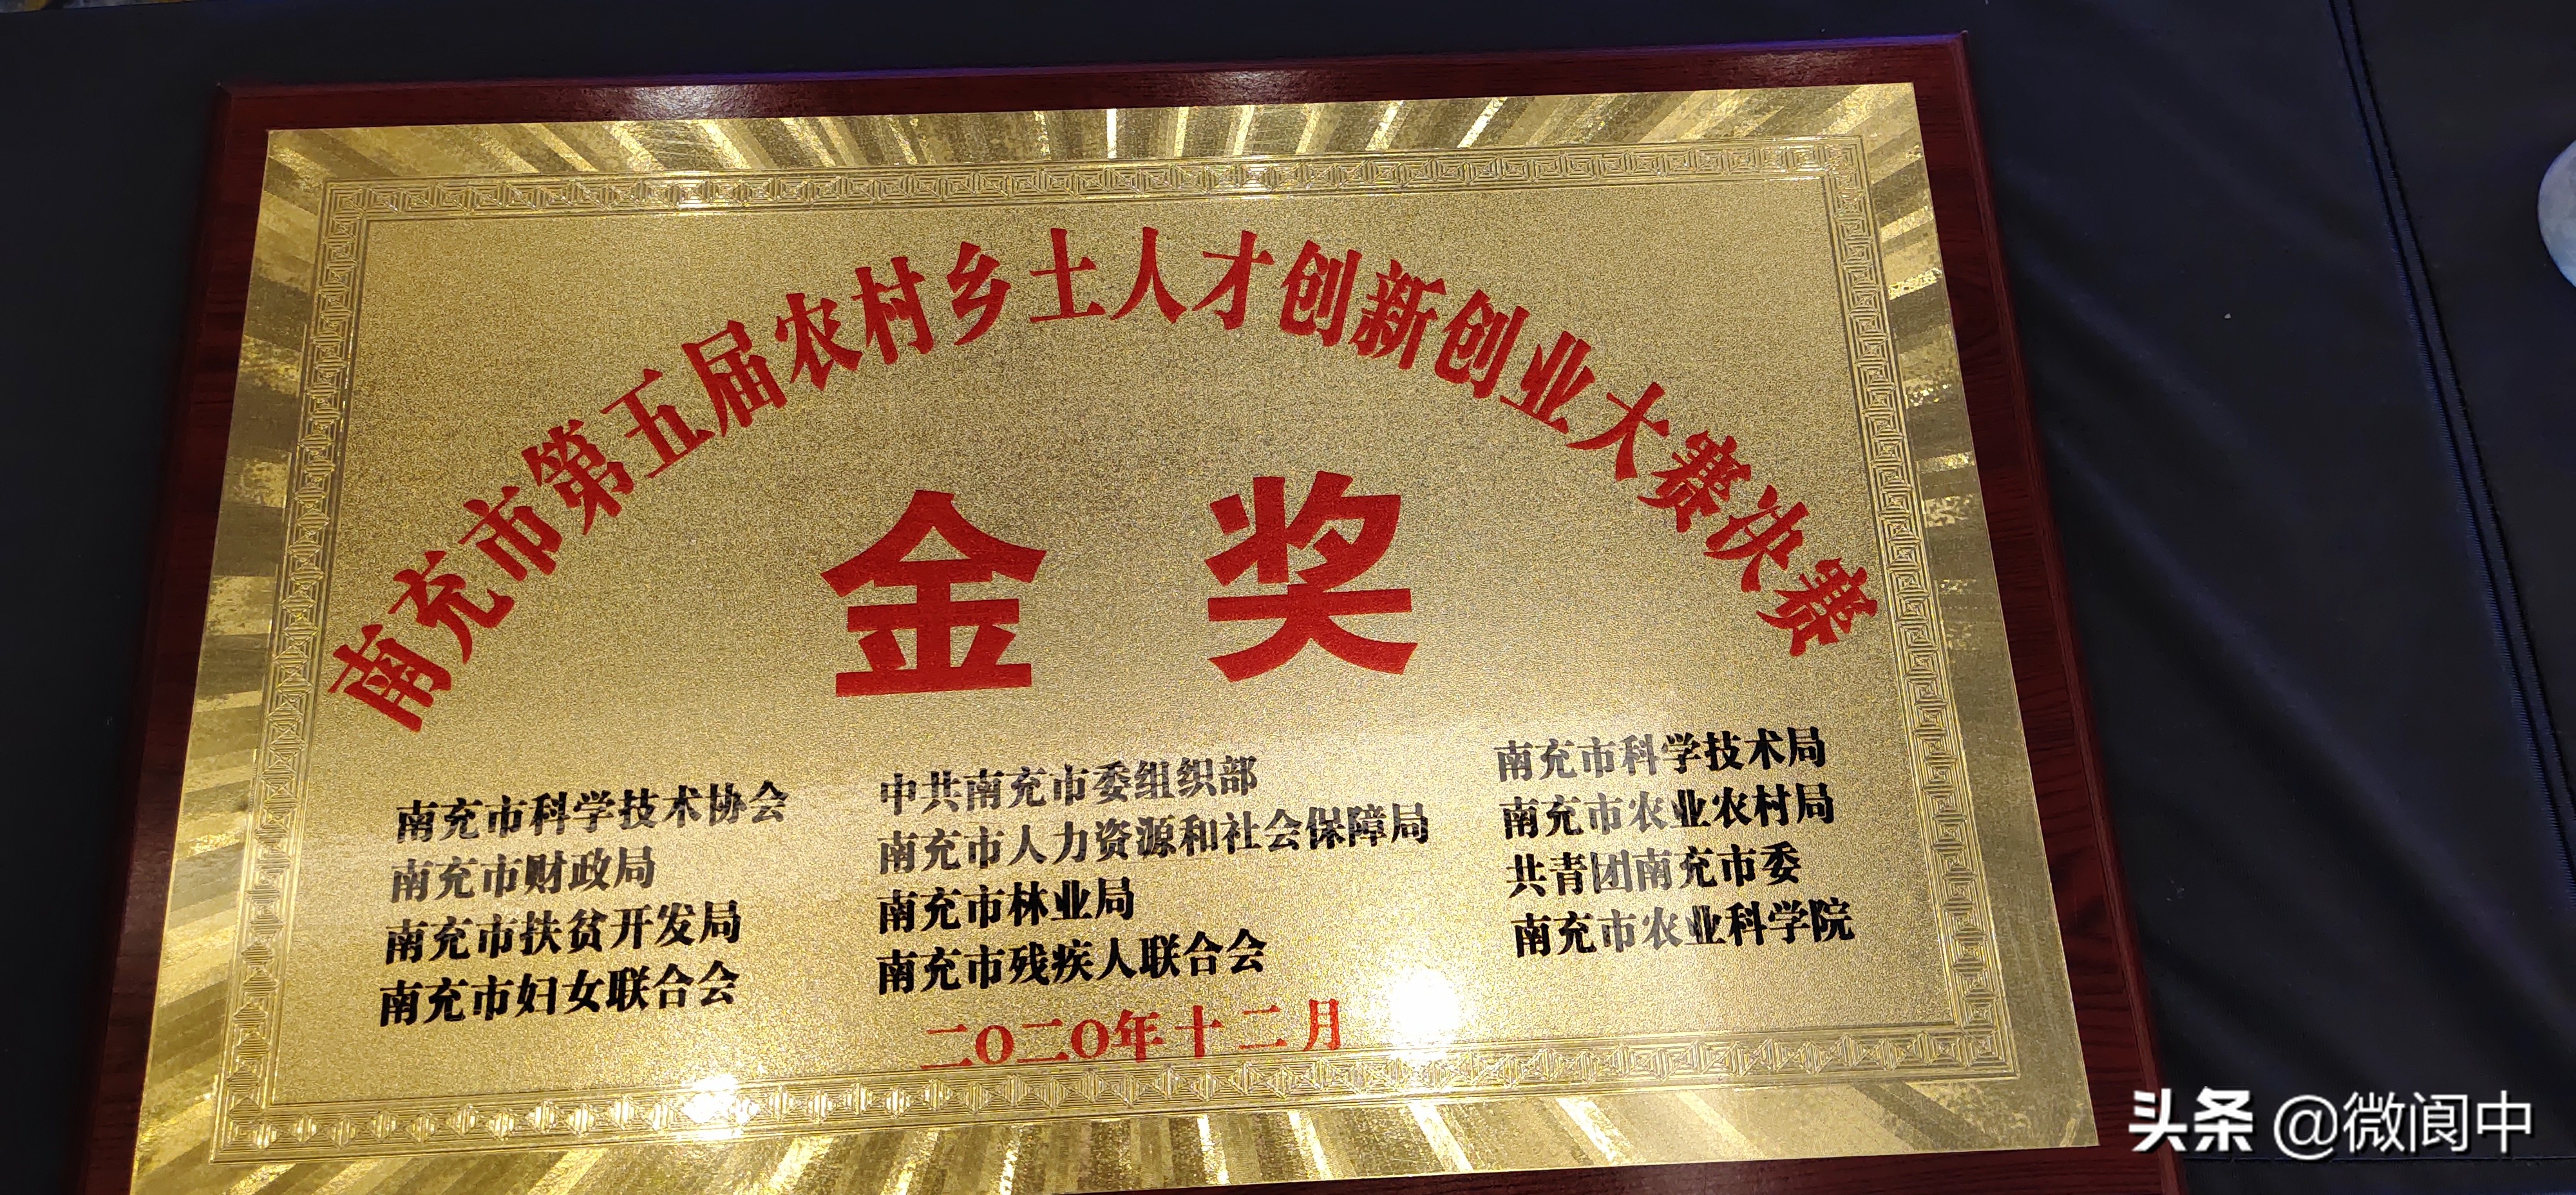 南充市第五届农村乡土人才创新创业大赛决赛
金奖
南充市科学技术协会
中共南充市委组织部
南充市科学技术局
南充市财政局
南充市人力资源和社会保障局
南充市农业农村局
南充市扶贫开发局
南充市林业局
共青团南充市委
南充市妇女联合会
南充市残疾人联合会
南充市农业科学院
二O二O年十二月
头条 @微阆中